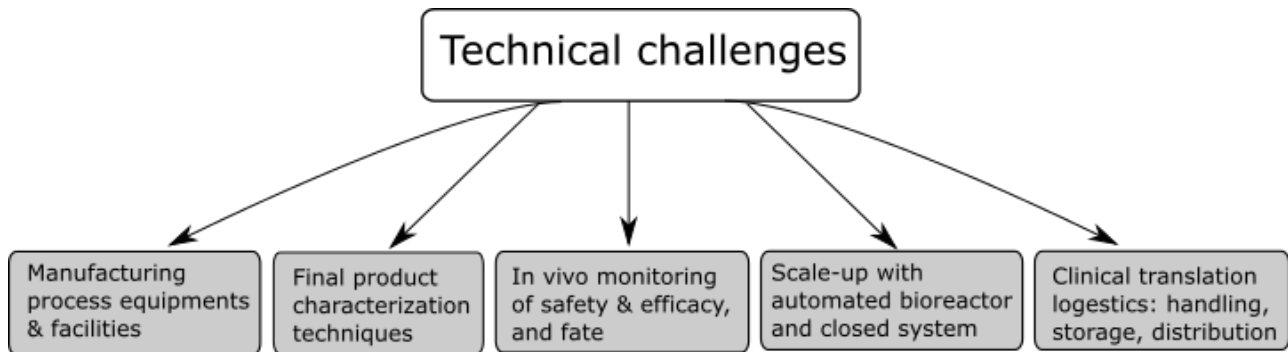 Technical challenges
Manufacturing
process equipments
& facilities
Final product
characterization
techniques
In vivo monitoring
of safety & efficacy,
and fate
Scale-up with
automated bioreactor
and closed system
Clinical translation
logestics: handling,
storage, distribution